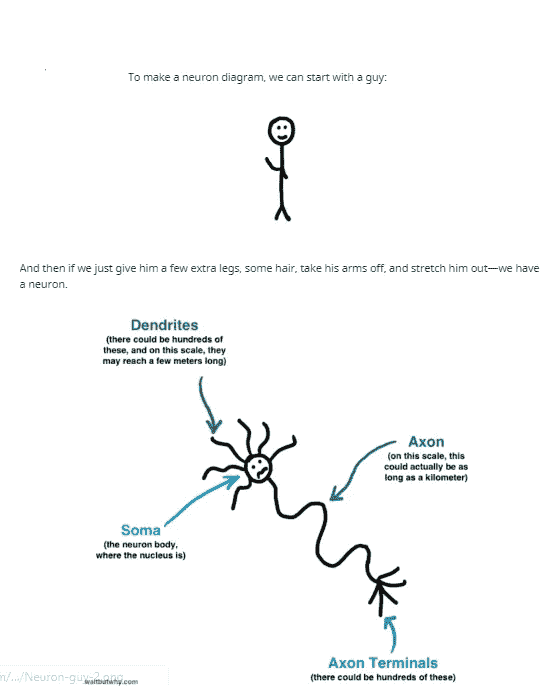 To make a neuron diagram, we can start with a guy:
And then if we just give him a few extra legs, some hair, take his arms off, and stretch him out—we have
a neuron.
Dendrites
(there could be hundreds of
these, and on this scale, they
may reach a few meters long)
Axon
(on this scale, this
could actually be as
long as a kilometer)
Soma
(the neuron body,
where the nucleus is)
Axon Terminals
(there could be hundreds of these)
m/.../Neuron-guy-2.png
waitbutwhy.com